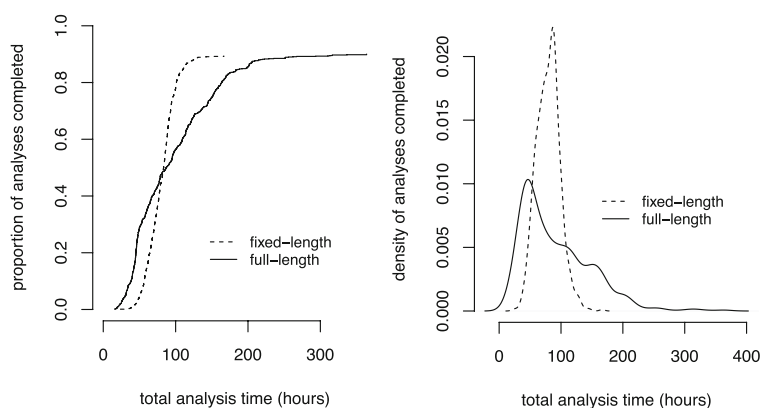 proportion of analyses completed
1.0
0.8
0.6
0.4
0.2
0.0
fixed−length
full−length
0 100 200 300
total analysis time (hours)
density of analyses completed
0.020
0.015
0.010
0.005
0.000
fixed−length
full−length
0 100 200 300 400
total analysis time (hours)